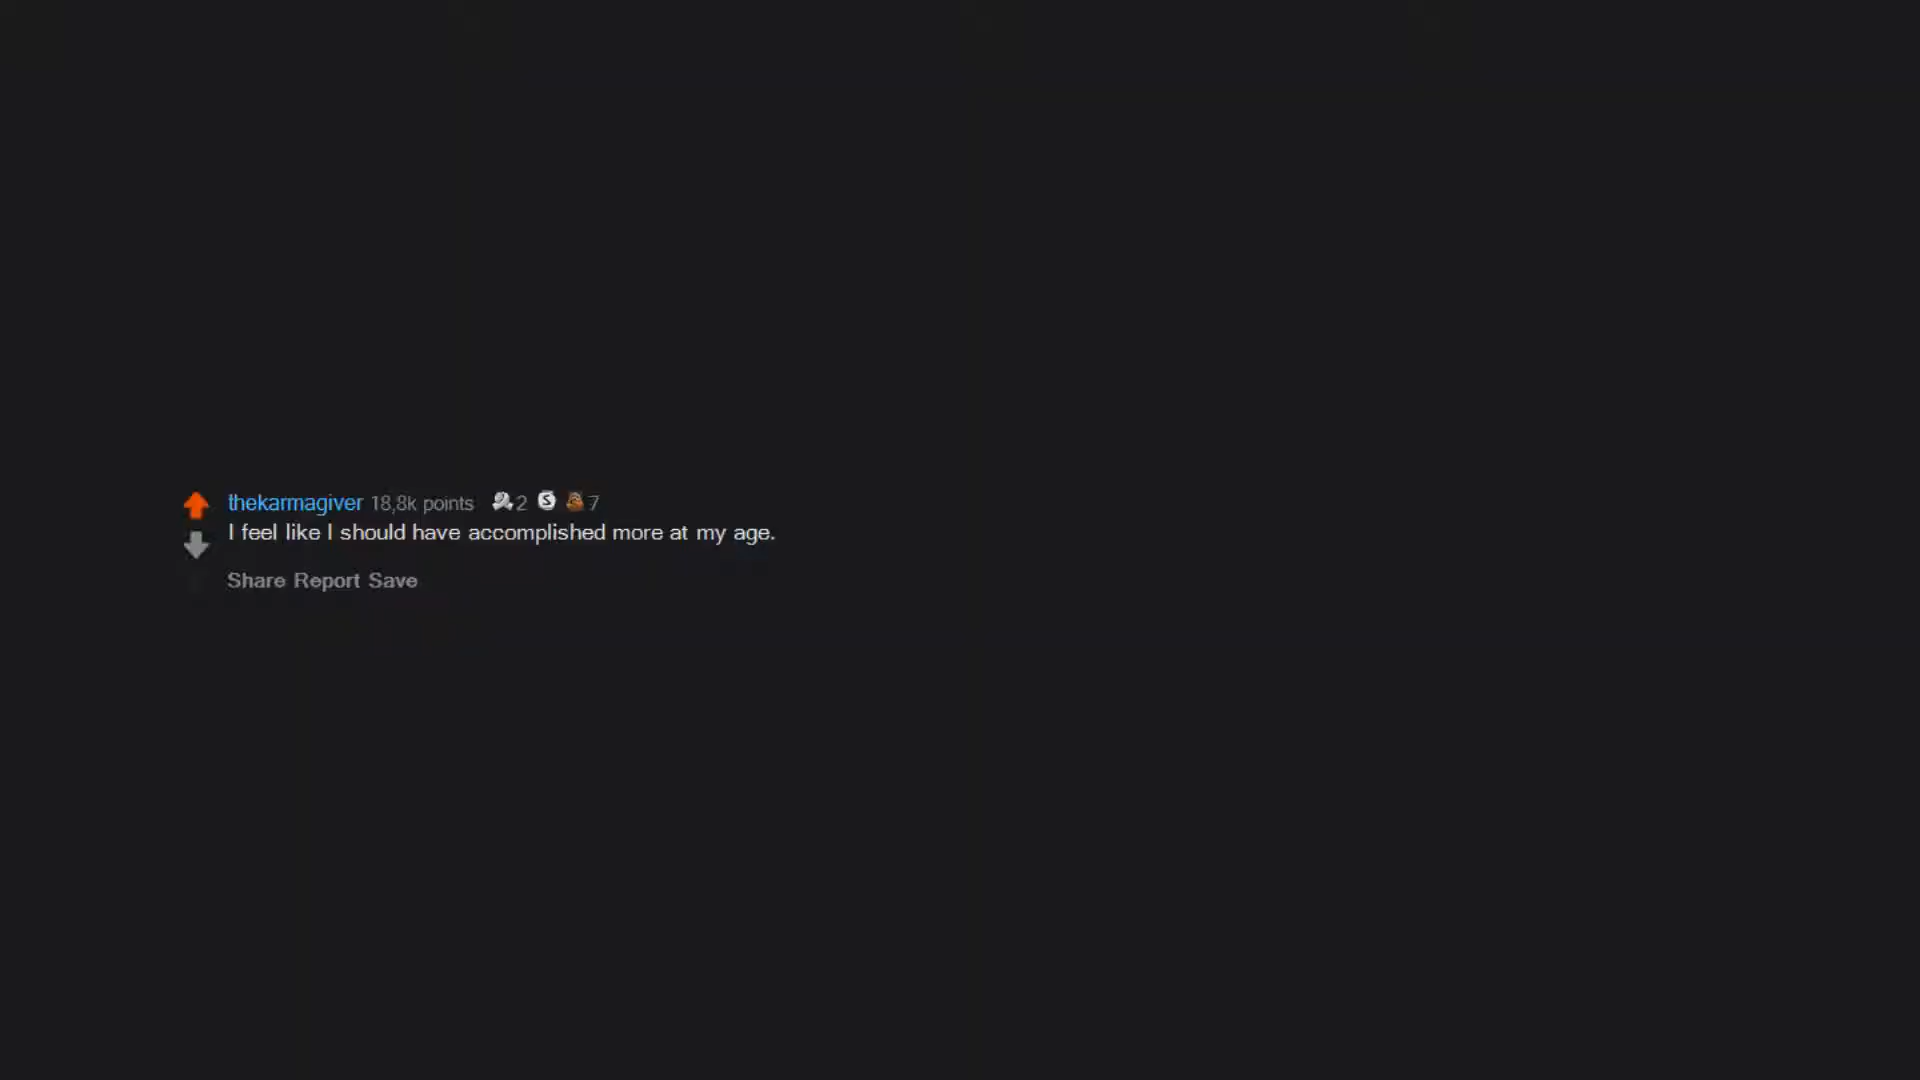 thekarmagiver 18,8k points 2 S 7
I feel like I should have accomplished more at my age.
Share Report Save